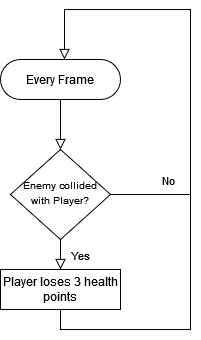 Every Frame
Enemy collided
with Player?
No
Yes
Player loses 3 health
points